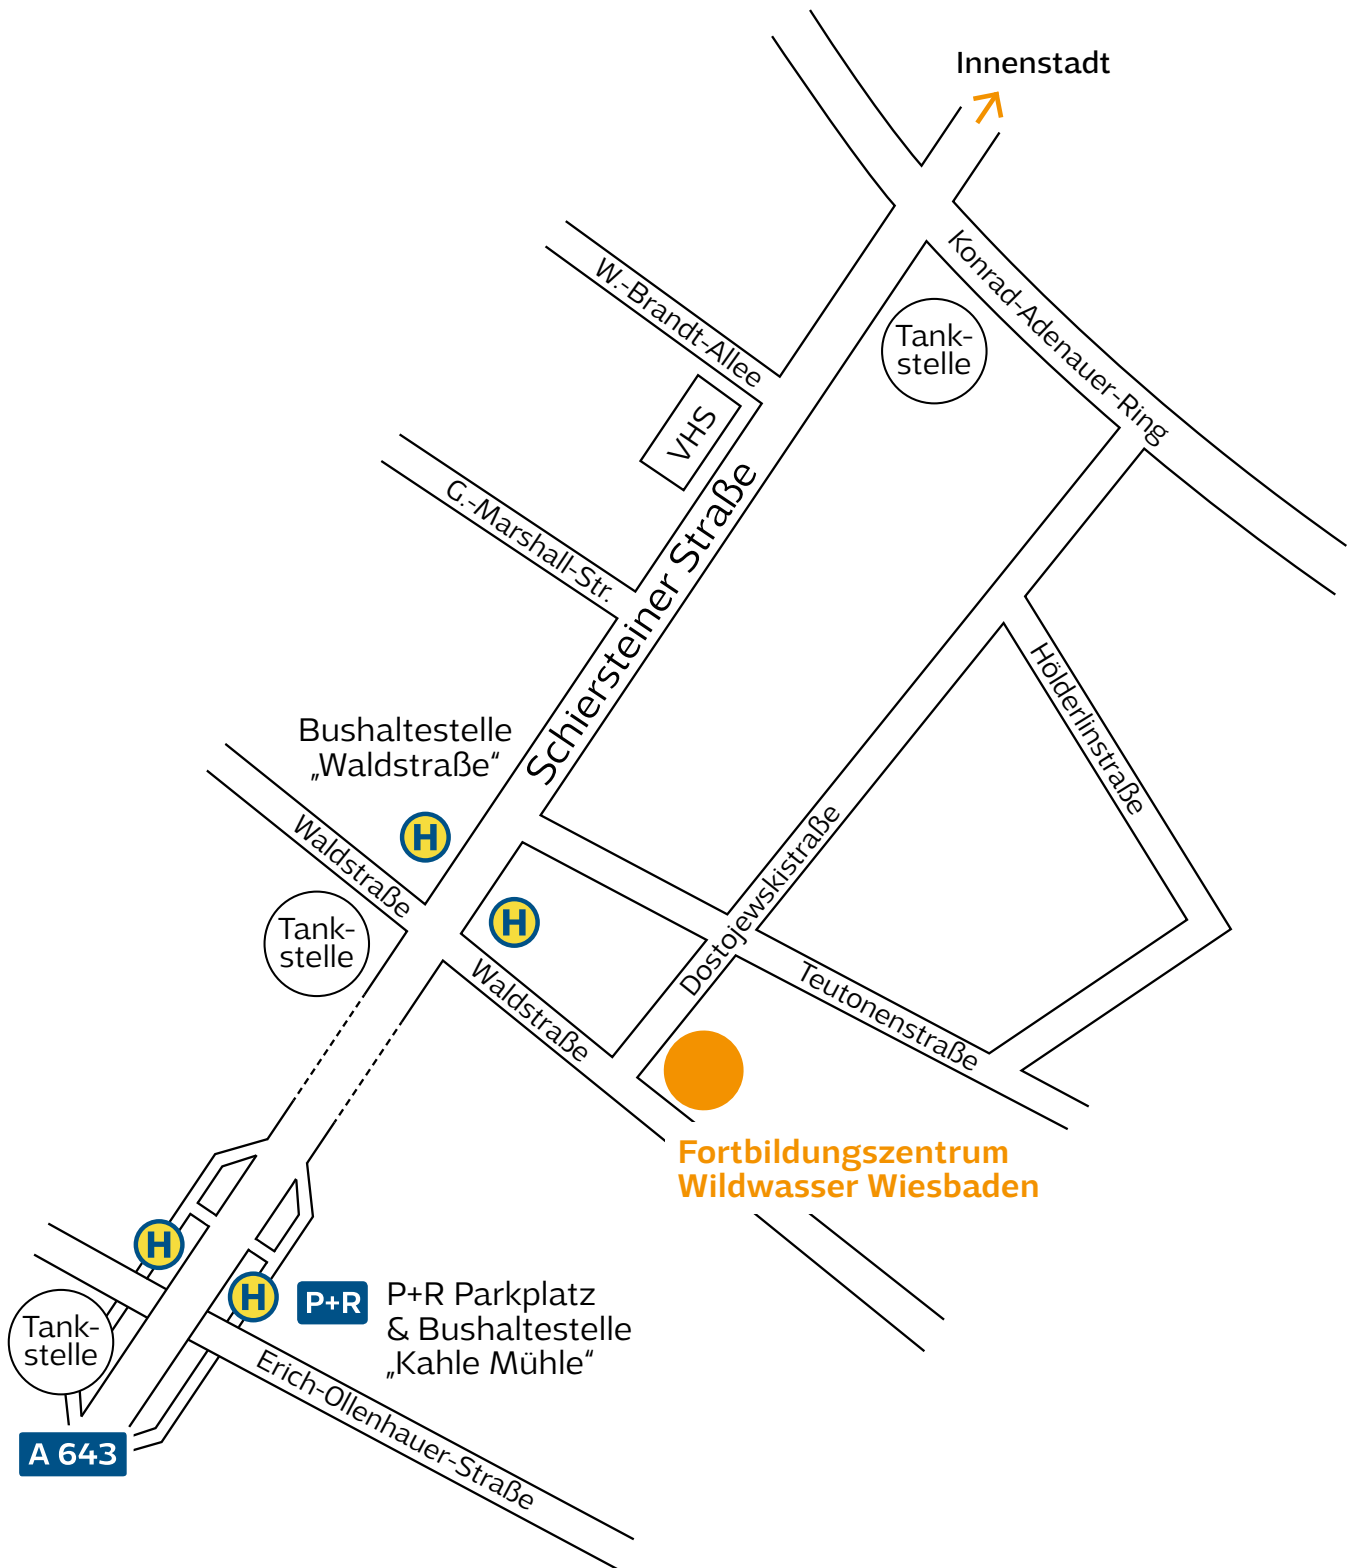 Innenstadt
Konrad-Adenauer-Ring
W.-Brandt-Allee
Tank-
stelle
VHS
G.-Marshall-Str.
Schiersteiner Straße
Hölderlinstraße
Bushaltestelle
„Waldstraße“
H
Waldstraße
Tank-
stelle
H
Dostojewskistraße
Waldstraße
Teutonenstraße
Fortbildungszentrum
Wildwasser Wiesbaden
H
H
P+R
P+R Parkplatz
& Bushaltestelle
„Kahle Mühle“
Tank-
stelle
Erich-Ollenhauer-Straße
A 643